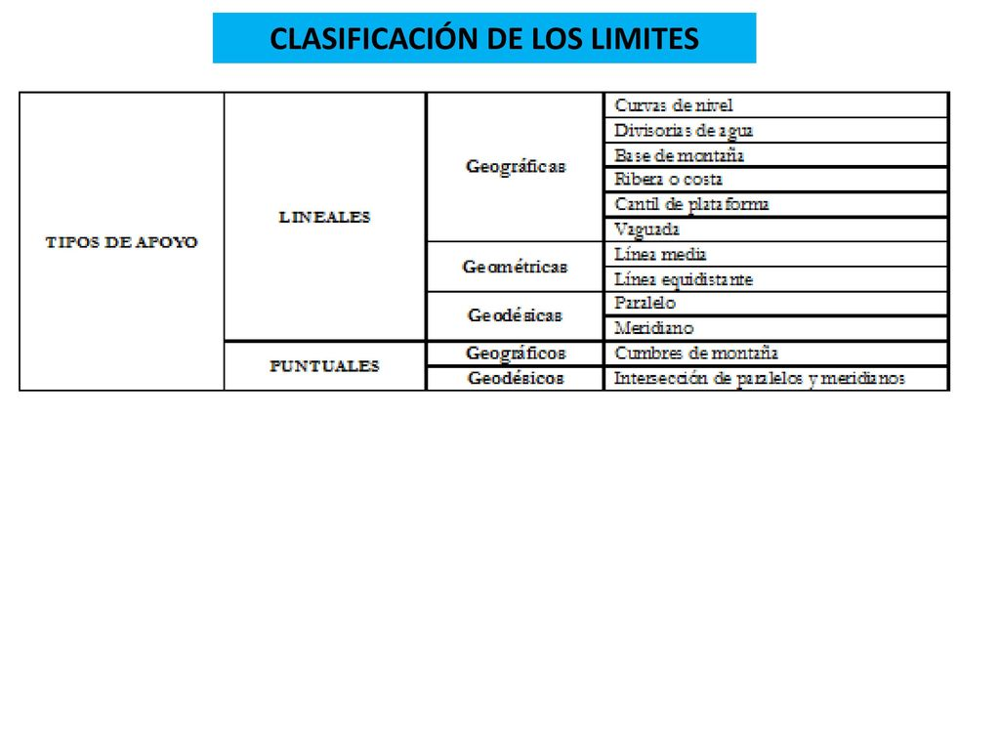 CLASIFICACIÓN DE LOS LIMITES
TIPOS DE APOYO
LINEALES
Geográficas
Curvas de nivel
Divisorias de agua
Base de montaña
Ribera o costa
Cantil de plataforma
Vaguada
Geométricas
Línea media
Línea equidistante
Geodésicas
Paralelo
Meridiano
PUNTUALES
Geográficos
Cumbres de montaña
Geodésicos
Intersección de paralelos y meridianos